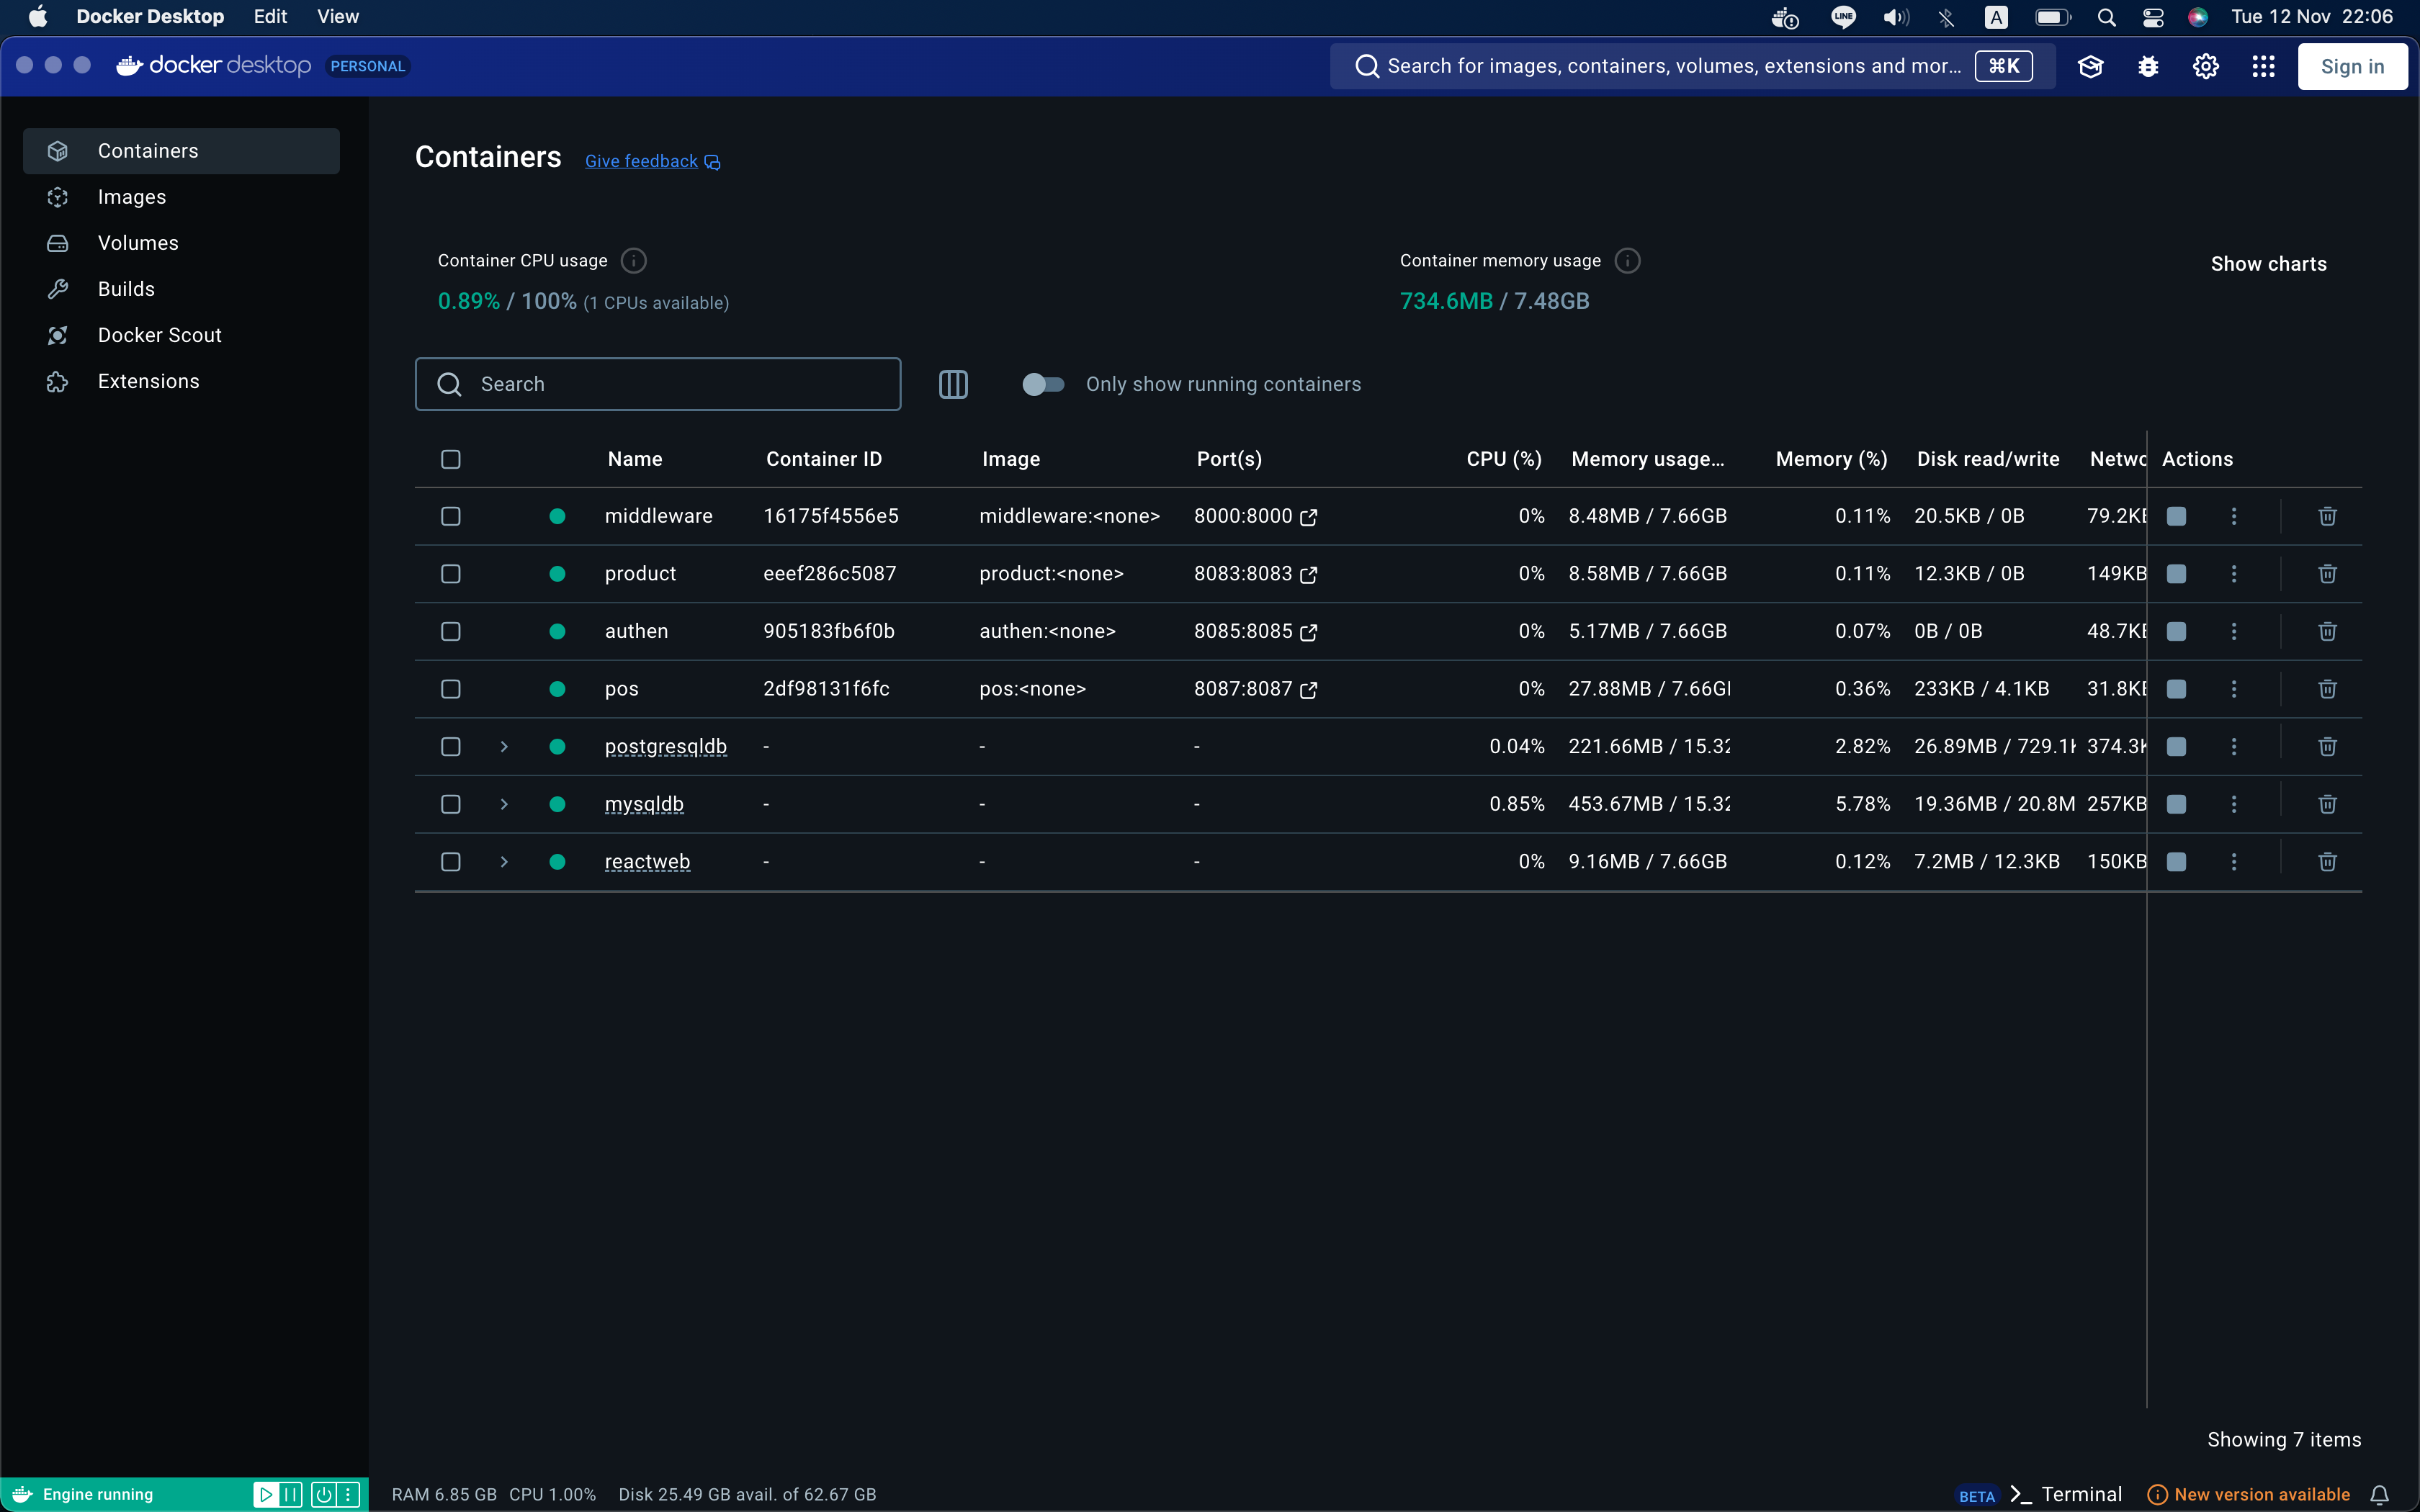 Docker Desktop Edit View LINE A Tue 12 Nov 22:06
docker desktop PERSONAL Search for images, containers, volumes, extensions and mor... ⌘K Sign in
Containers
Images
Volumes
Builds
Docker Scout
Extensions
Containers Give feedback
Container CPU usage
0.89% / 100% (1 CPUs available)
Container memory usage
734.6MB / 7.48GB
Show charts
Search
Only show running containers
Name Container ID Image Port(s) CPU (%) Memory usage... Memory (%) Disk read/write Netwo Actions
middleware 16175f4556e5 middleware:<none> 8000:8000 0% 8.48MB / 7.66GB 0.11% 20.5KB / 0B 79.2KB
product eeef286c5087 product:<none> 8083:8083 0% 8.58MB / 7.66GB 0.11% 12.3KB / 0B 149KB
authen 905183fb6f0b authen:<none> 8085:8085 0% 5.17MB / 7.66GB 0.07% 0B / 0B 48.7KB
pos 2df98131f6fc pos:<none> 8087:8087 0% 27.88MB / 7.66G 0.36% 233KB / 4.1KB 31.8KB
postgresqldb - - - 0.04% 221.66MB / 15.32 2.82% 26.89MB / 729.1 374.3
mysqldb - - - 0.85% 453.67MB / 15.32 5.78% 19.36MB / 20.8M 257KB
reactweb - - - 0% 9.16MB / 7.66GB 0.12% 7.2MB / 12.3KB 150KB
Showing 7 items
Engine running RAM 6.85 GB CPU 1.00% Disk 25.49 GB avail. of 62.67 GB BETA >_ Terminal New version available